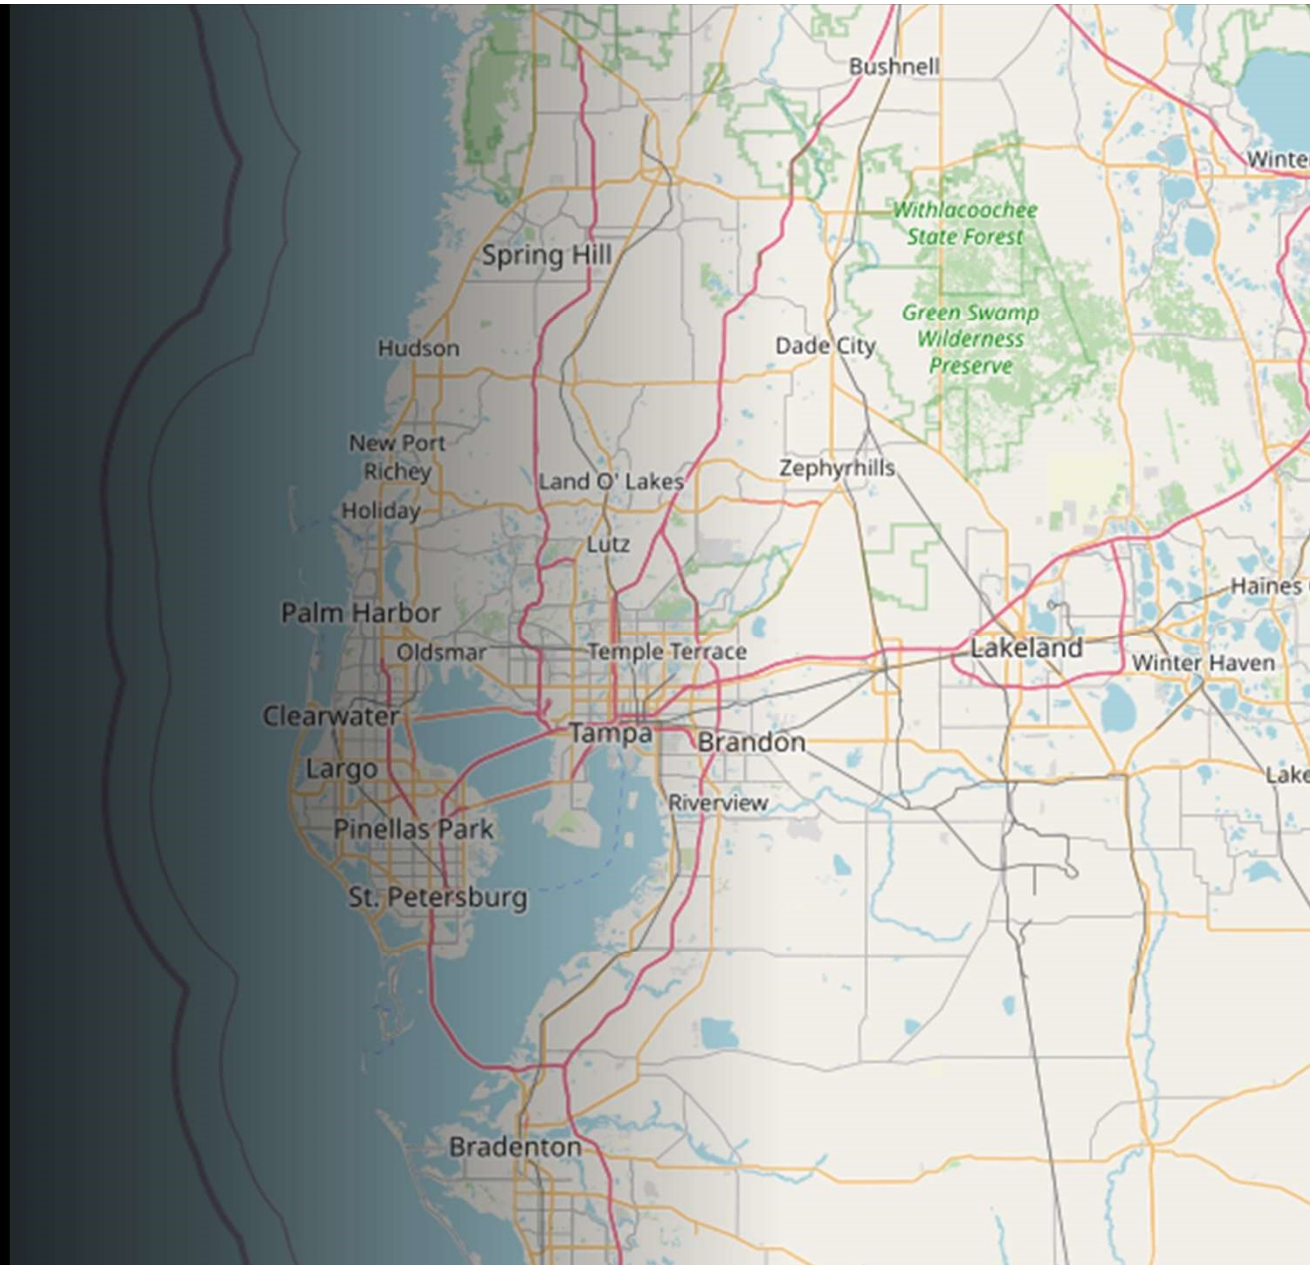 Bushnell
Winte
Withlacoochee
State Forest
Spring Hill
Green Swamp
Wilderness
Preserve
Hudson
Dade City
New Port
Richey
Zephyrhills
Land O' Lakes
Holiday
Lutz
Haines
Palm Harbor
Oldsmar
Temple Terrace
Lakeland
Winter Haven
Clearwater
Tampa
Brandon
Largo
Lake
Riverview
Pinellas Park
St. Petersburg
Bradenton